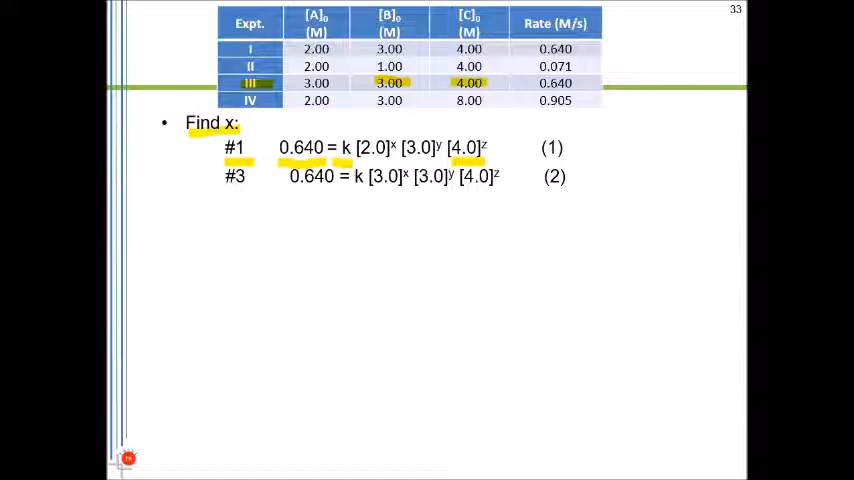 33
Expt. [A]₀ (M) [B]₀ (M) [C]₀ (M) Rate (M/s)
I 2.00 3.00 4.00 0.640
II 2.00 1.00 4.00 0.071
III 3.00 3.00 4.00 0.640
IV 2.00 3.00 8.00 0.905
• Find x:
#1 0.640 = k [2.0]ˣ [3.0]ʸ [4.0]ᶻ (1)
#3 0.640 = k [3.0]ˣ [3.0]ʸ [4.0]ᶻ (2)